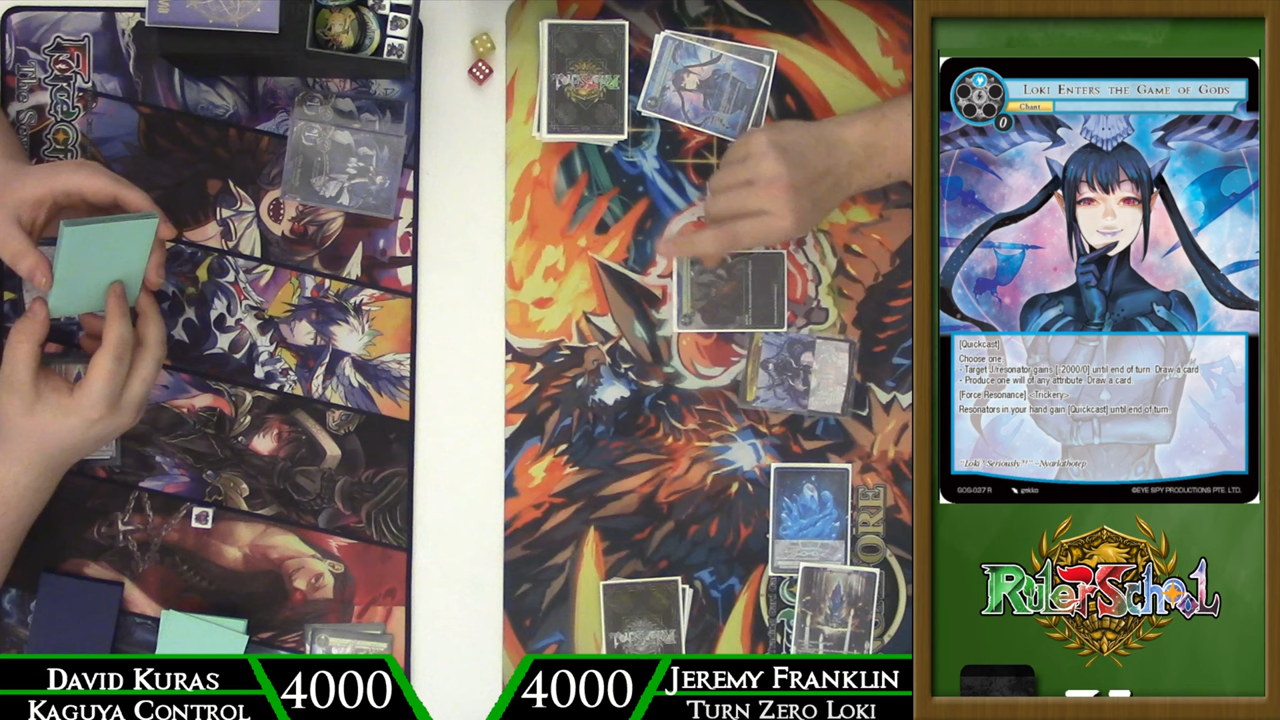 LOKI ENTERS THE GAME OF GODS
Chant
0
[Quickcast]
Choose one:
- Target J/resonator gains [-2000/0] until end of turn. Draw a card.
- Produce one will of any attribute. Draw a card.
[Force Resonance] <Trickery>
Resonators in your hand gain [Quickcast] until end of turn.
"Loki? Seriously?!" ~Nyarlathotep
©EYE SPY PRODUCTIONS PTE. LTD.
RULER SCHOOL
DAVID KURAS
KAGUYA CONTROL
4000
4000
JEREMY FRANKLIN
TURN ZERO LOKI